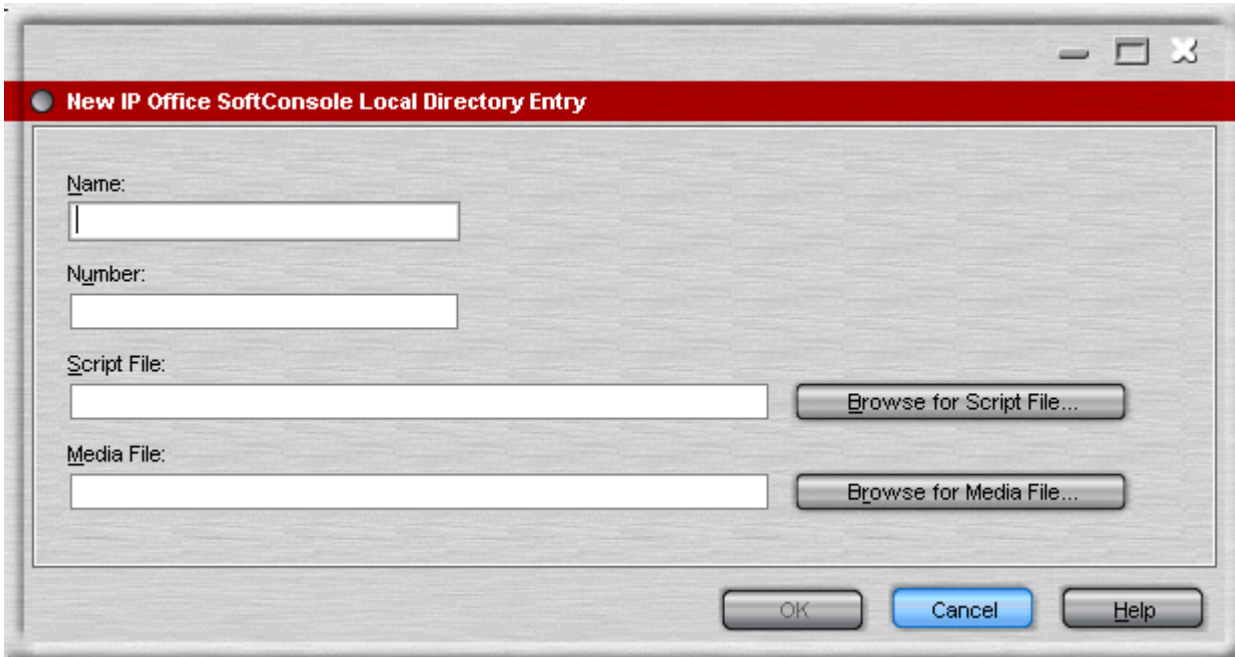 New IP Office SoftConsole Local Directory Entry
Name:
Number:
Script File:
Browse for Script File...
Media File:
Browse for Media File...
OK
Cancel
Help